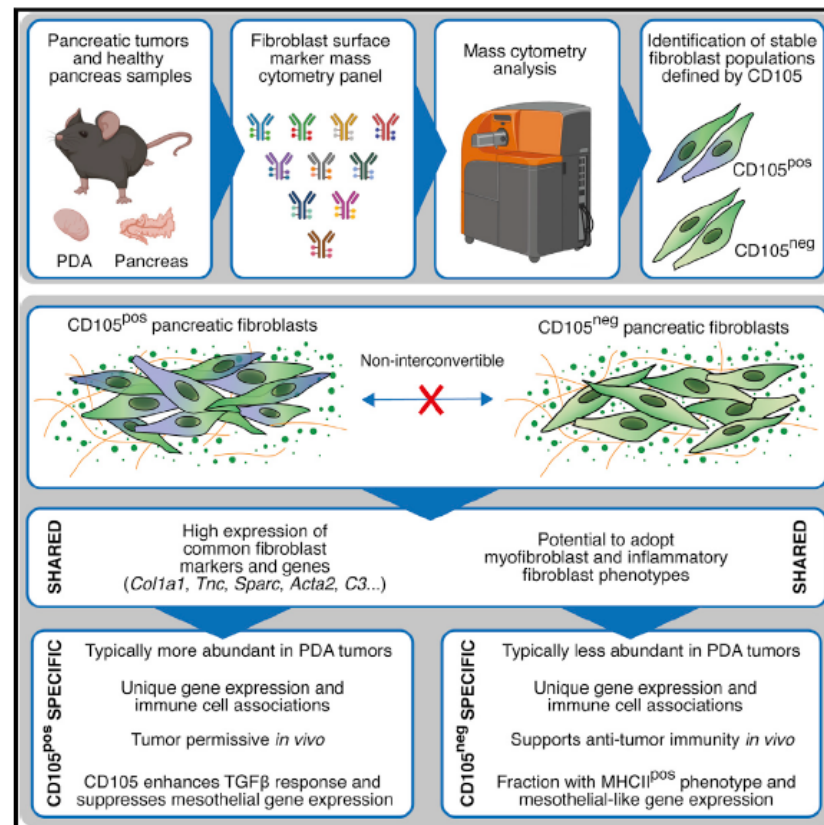 Pancreatic tumors
and healthy
pancreas samples
PDA Pancreas
Fibroblast surface
marker mass
cytometry panel
Mass cytometry
analysis
Identification of stable
fibroblast populations
defined by CD105
CD105pos
CD105neg
CD105pos pancreatic fibroblasts
Non-interconvertible
CD105neg pancreatic fibroblasts
SHARED
High expression of
common fibroblast
markers and genes
(Col1a1, Tnc, Sparc, Acta2, C3...)
Potential to adopt
myofibroblast and inflammatory
fibroblast phenotypes
SHARED
CD105pos SPECIFIC
Typically more abundant in PDA tumors
Unique gene expression and
immune cell associations
Tumor permissive in vivo
CD105 enhances TGFβ response and
suppresses mesothelial gene expression
CD105neg SPECIFIC
Typically less abundant in PDA tumors
Unique gene expression and
immune cell associations
Supports anti-tumor immunity in vivo
Fraction with MHCIIpos phenotype and
mesothelial-like gene expression